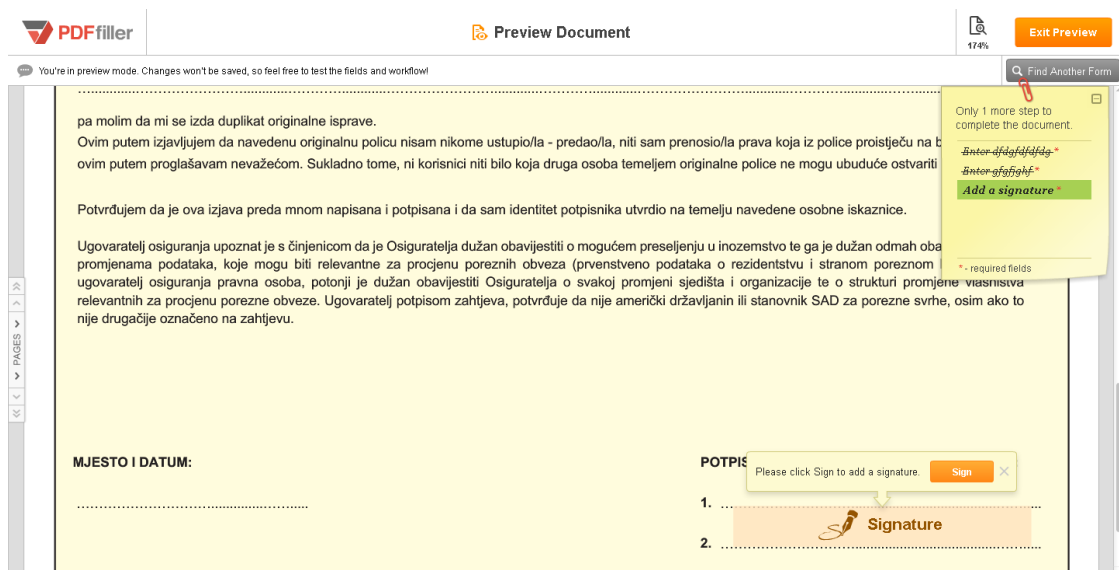 PDFfiller
Preview Document
174%
Exit Preview
You're in preview mode. Changes won't be saved, so feel free to test the fields and workflow!
Find Another Form
Only 1 more step to
complete the document.
Enter dfdgfdfdfdg *
Enter gfgfjghf *
Add a signature *
* - required fields
pa molim da mi se izda duplikat originalne isprave.
Ovim putem izjavljujem da navedenu originalnu policu nisam nikome ustupio/la - predao/la, niti sam prenosio/la prava koja iz police proistječu na b
ovim putem proglašavam nevažećom. Sukladno tome, ni korisnici niti bilo koja druga osoba temeljem originalne police ne mogu ubuduće ostvariti
Potvrđujem da je ova izjava preda mnom napisana i potpisana i da sam identitet potpisnika utvrdio na temelju navedene osobne iskaznice.
Ugovaratelj osiguranja upoznat je s činjenicom da je Osiguratelja dužan obavijestiti o mogućem preseljenju u inozemstvo te ga je dužan odmah oba
promjenama podataka, koje mogu biti relevantne za procjenu poreznih obveza (prvenstveno podataka o rezidentstvu i stranom poreznom
ugovaratelj osiguranja pravna osoba, potonji je dužan obavijestiti Osiguratelja o svakoj promjeni sjedišta i organizacije te o strukturi promjene vlasništva
relevantnih za procjenu porezne obveze. Ugovaratelj potpisom zahtjeva, potvrđuje da nije američki državljanin ili stanovnik SAD za porezne svrhe, osim ako to
nije drugačije označeno na zahtjevu.
PAGES
MJESTO I DATUM:
POTPIS
Please click Sign to add a signature.
Sign
1.
Signature
2.